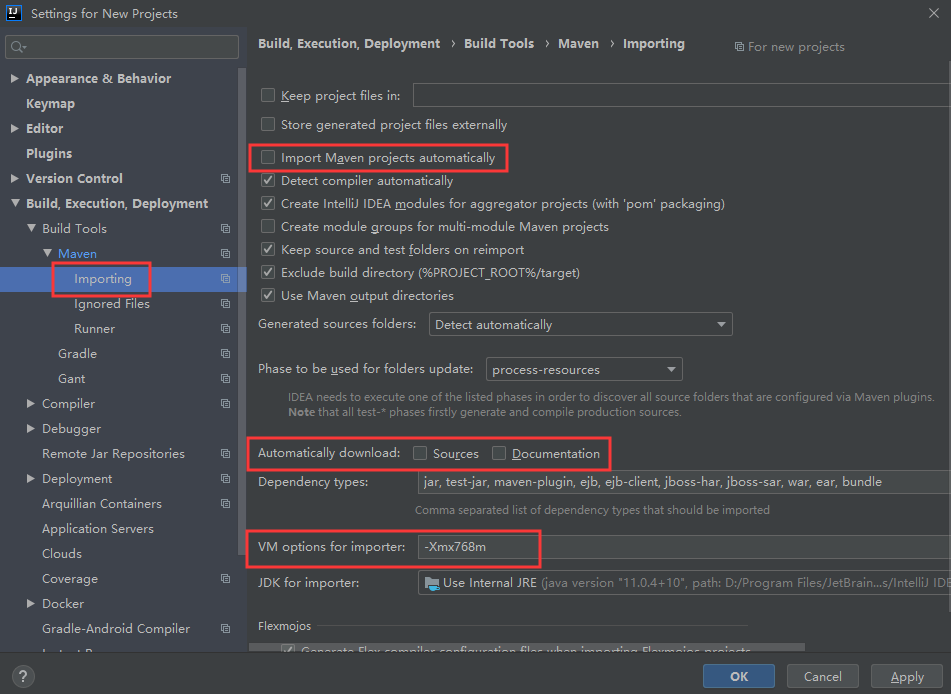 IJ Settings for New Projects
Appearance & Behavior
Keymap
Editor
Plugins
Version Control
Build, Execution, Deployment
Build Tools
Maven
Importing
Ignored Files
Runner
Gradle
Gant
Compiler
Debugger
Remote Jar Repositories
Deployment
Arquillian Containers
Application Servers
Clouds
Coverage
Docker
Gradle-Android Compiler
Build, Execution, Deployment › Build Tools › Maven › Importing For new projects
Keep project files in:
Store generated project files externally
Import Maven projects automatically
Detect compiler automatically
Create IntelliJ IDEA modules for aggregator projects (with 'pom' packaging)
Create module groups for multi-module Maven projects
Keep source and test folders on reimport
Exclude build directory (%PROJECT_ROOT%/target)
Use Maven output directories
Generated sources folders: Detect automatically
Phase to be used for folders update: process-resources
IDEA needs to execute one of the listed phases in order to discover all source folders that are configured via Maven plugins.
Note that all test-* phases firstly generate and compile production sources.
Automatically download: Sources Documentation
Dependency types: jar, test-jar, maven-plugin, ejb, ejb-client, jboss-har, jboss-sar, war, ear, bundle
Comma separated list of dependency types that should be imported
VM options for importer: -Xmx768m
JDK for importer: Use Internal JRE (java version "11.0.4+10", path: D:/Program Files/JetBrain...s/IntelliJ IDE
Flexmojos
Generate Flex compiler configuration files when importing Flexmojos projects
? OK Cancel Apply